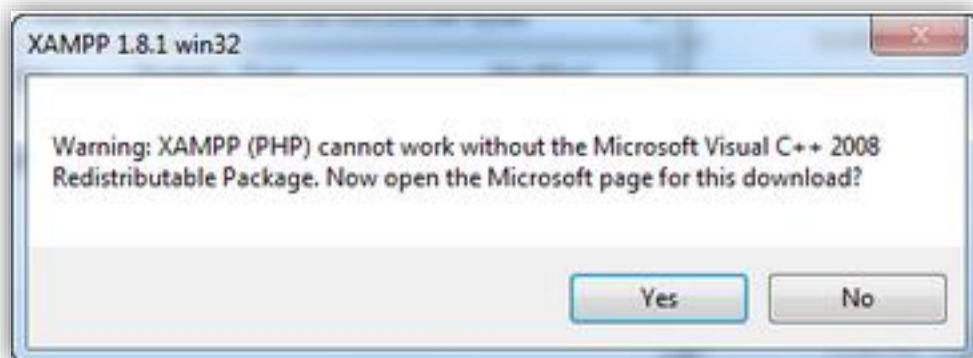 XAMPP 1.8.1 win32
Warning: XAMPP (PHP) cannot work without the Microsoft Visual C++ 2008
Redistributable Package. Now open the Microsoft page for this download?
Yes
No